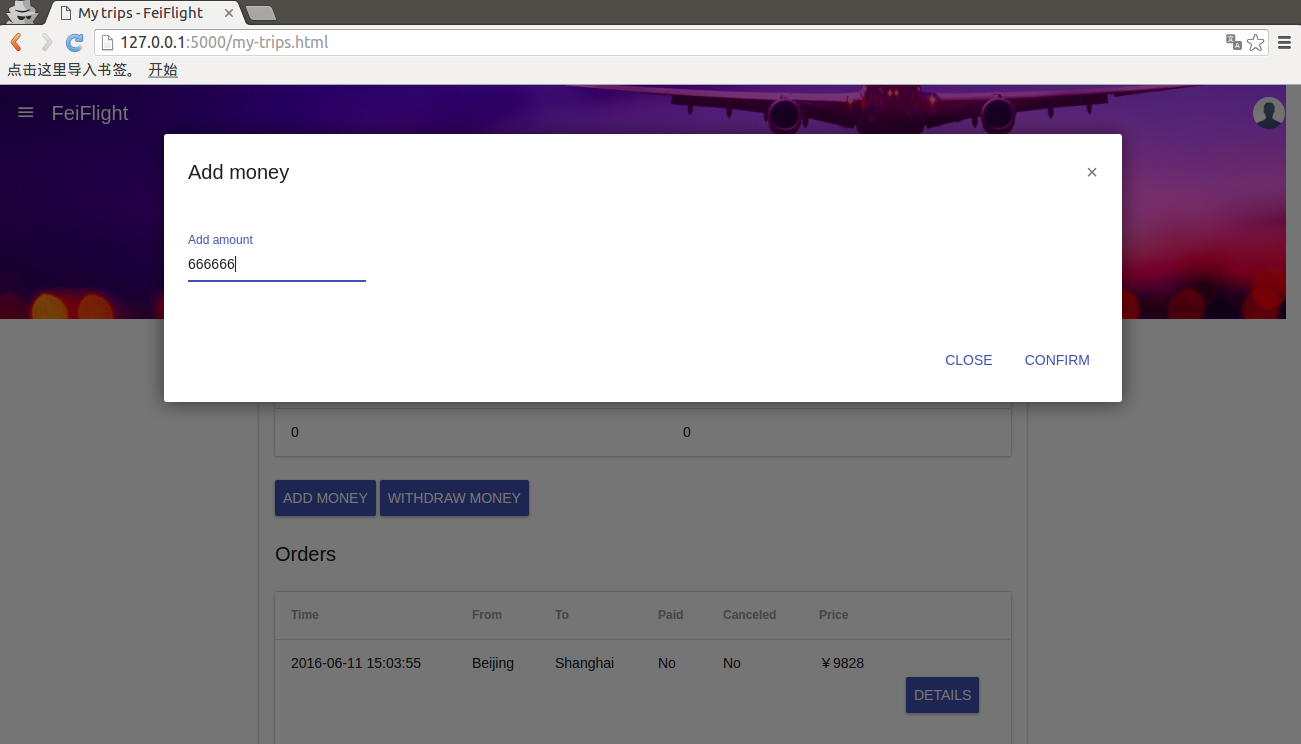 My trips - FeiFlight
127.0.0.1:5000/my-trips.html
点击这里导入书签。 开始
FeiFlight
Add money ×
Add amount
666666
CLOSE CONFIRM
0 0
ADD MONEY WITHDRAW MONEY
Orders
Time From To Paid Canceled Price
2016-06-11 15:03:55 Beijing Shanghai No No ￥9828
DETAILS